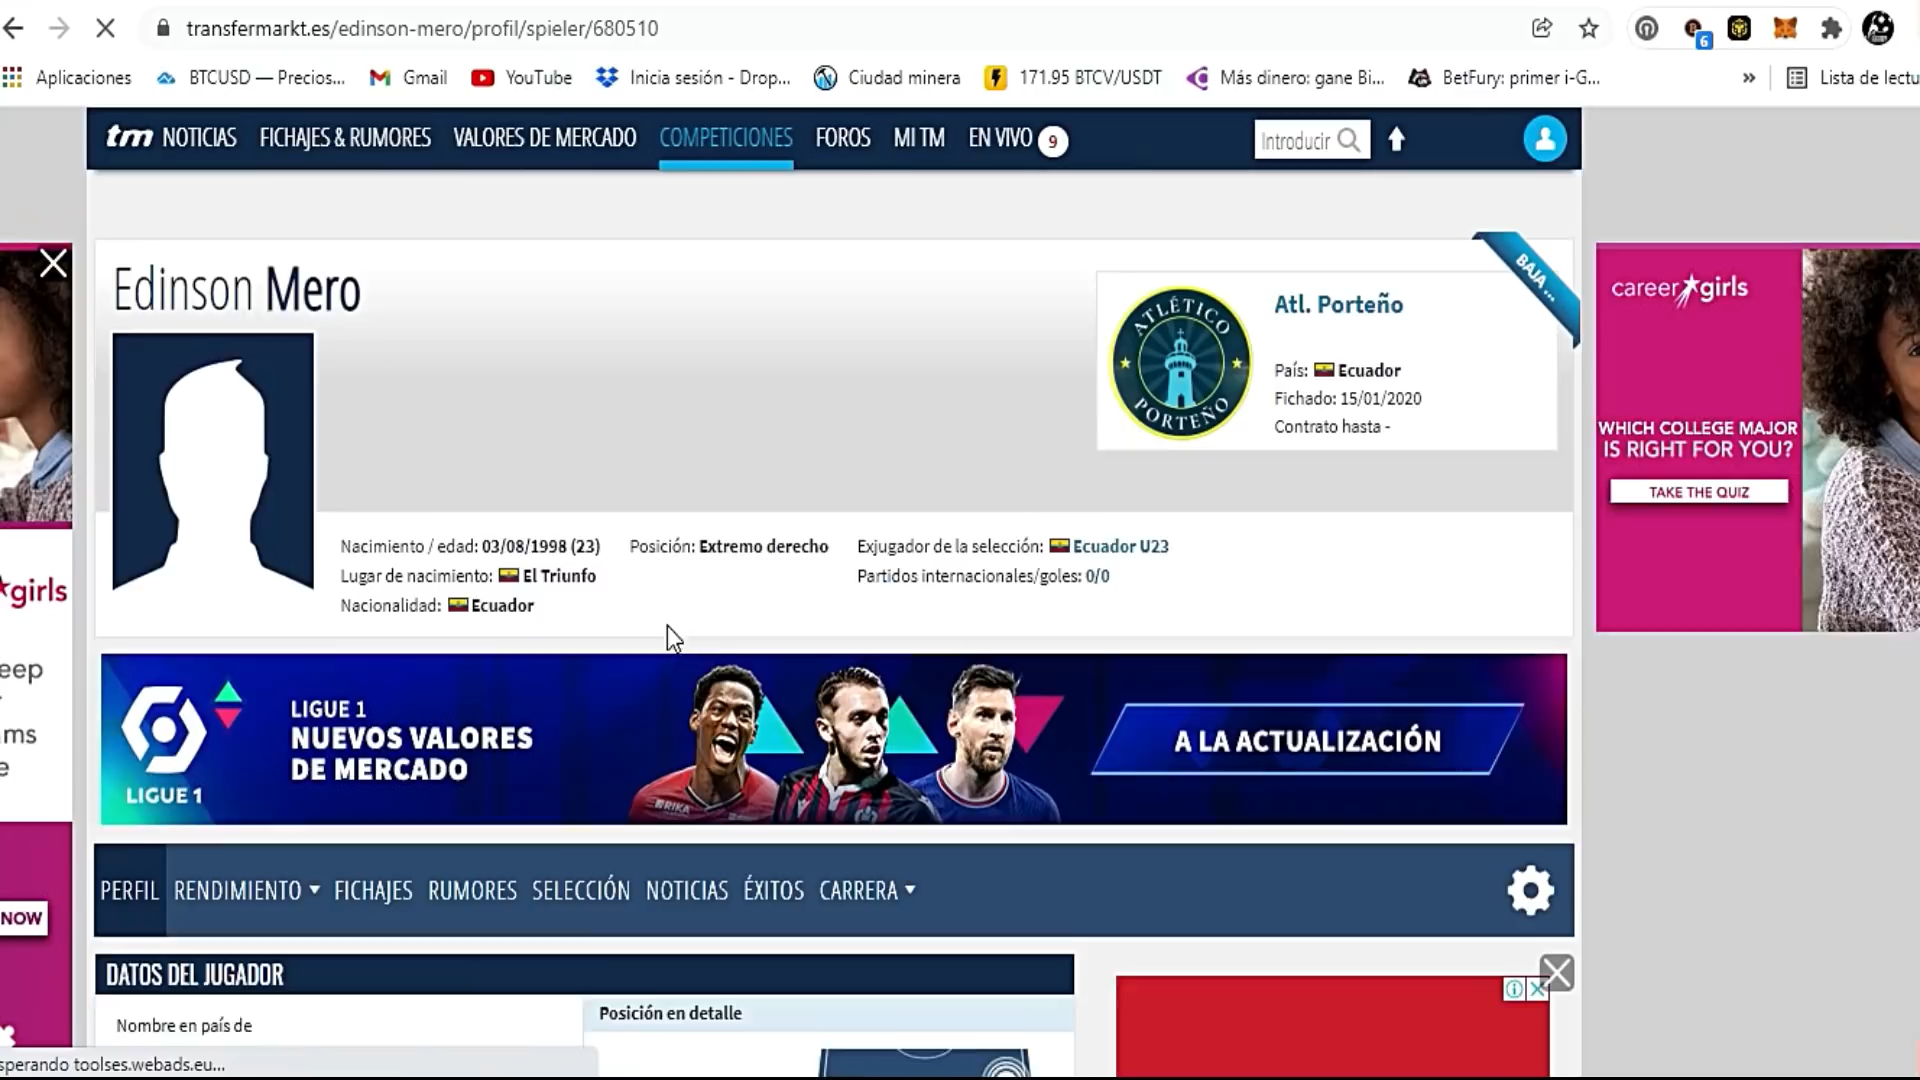 transfermarkt.es/edinson-mero/profil/spieler/680510
6
Aplicaciones BTCUSD — Precios... Gmail YouTube Inicia sesión - Drop... Ciudad minera 171.95 BTCV/USDT Más dinero: gane Bi... BetFury: primer i-G... » Lista de lectu
tm NOTICIAS FICHAJES & RUMORES VALORES DE MERCADO COMPETICIONES FOROS MI TM EN VIVO 9 Introducir
BAJA ...
Edinson Mero
ATLÉTICO PORTEÑO
Atl. Porteño
País: Ecuador
Fichado: 15/01/2020
Contrato hasta -
Nacimiento / edad: 03/08/1998 (23)
Lugar de nacimiento: El Triunfo
Nacionalidad: Ecuador
Posición: Extremo derecho
Exjugador de la selección: Ecuador U23
Partidos internacionales/goles: 0/0
career girls
WHICH COLLEGE MAJOR
IS RIGHT FOR YOU?
TAKE THE QUIZ
girls
eep
ms
e
NOW
LIGUE 1
LIGUE 1
NUEVOS VALORES
DE MERCADO
A LA ACTUALIZACIÓN
PERFIL RENDIMIENTO FICHAJES RUMORES SELECCIÓN NOTICIAS ÉXITOS CARRERA
DATOS DEL JUGADOR
Nombre en país de
Posición en detalle
sperando toolses.webads.eu...